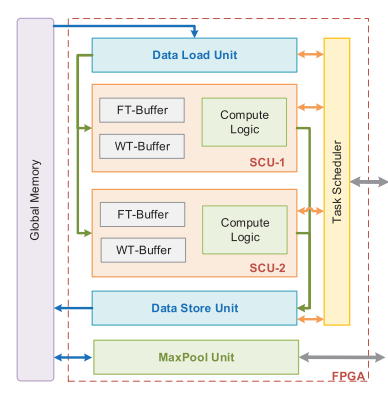 Global Memory
Data Load Unit
FT-Buffer
WT-Buffer
Compute
Logic
SCU-1
FT-Buffer
WT-Buffer
Compute
Logic
SCU-2
Data Store Unit
MaxPool Unit
Task Scheduler
FPGA